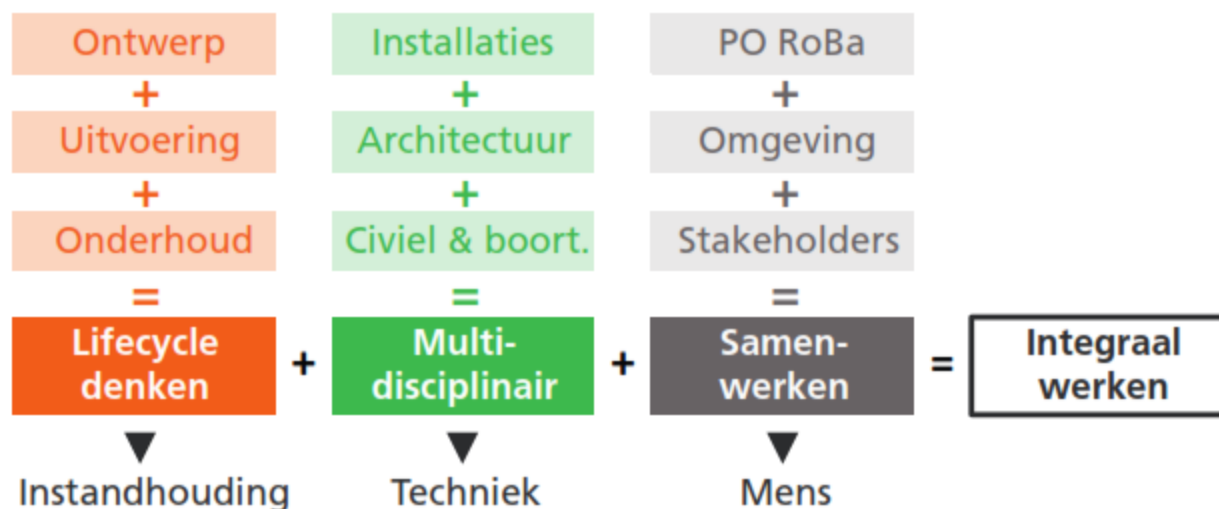 Ontwerp
+
Uitvoering
+
Onderhoud
=
Lifecycle
denken
Instandhouding
+
Installaties
+
Architectuur
+
Civiel & boort.
=
Multi-
disciplinair
Techniek
+
PO RoBa
+
Omgeving
+
Stakeholders
=
Samen-
werken
Mens
=
Integraal
werken